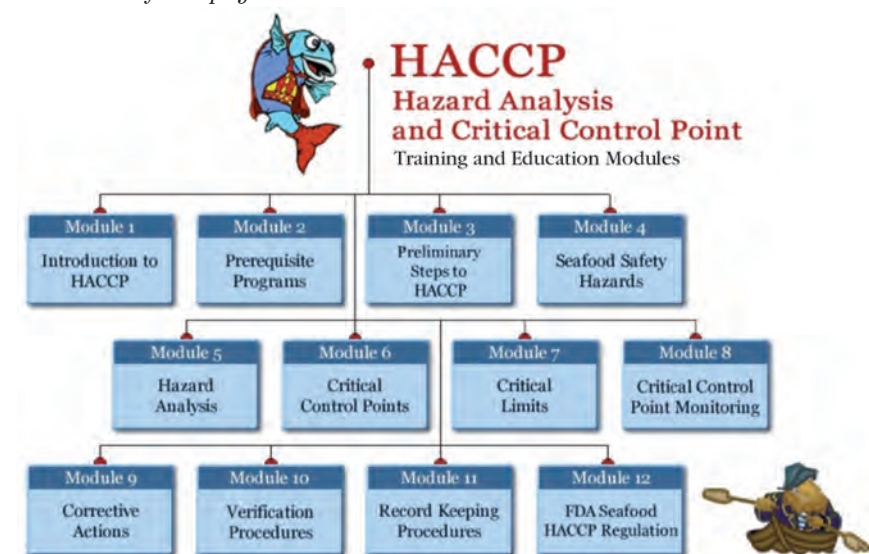 HACCP
Hazard Analysis
and Critical Control Point
Training and Education Modules
Module 1
Introduction to
HACCP
Module 2
Prerequisite
Programs
Module 3
Preliminary
Steps to
HACCP
Module 4
Seafood Safety
Hazards
Module 5
Hazard
Analysis
Module 6
Critical
Control Points
Module 7
Critical
Limits
Module 8
Critical Control
Point Monitoring
Module 9
Corrective
Actions
Module 10
Verification
Procedures
Module 11
Record Keeping
Procedures
Module 12
FDA Seafood
HACCP Regulation